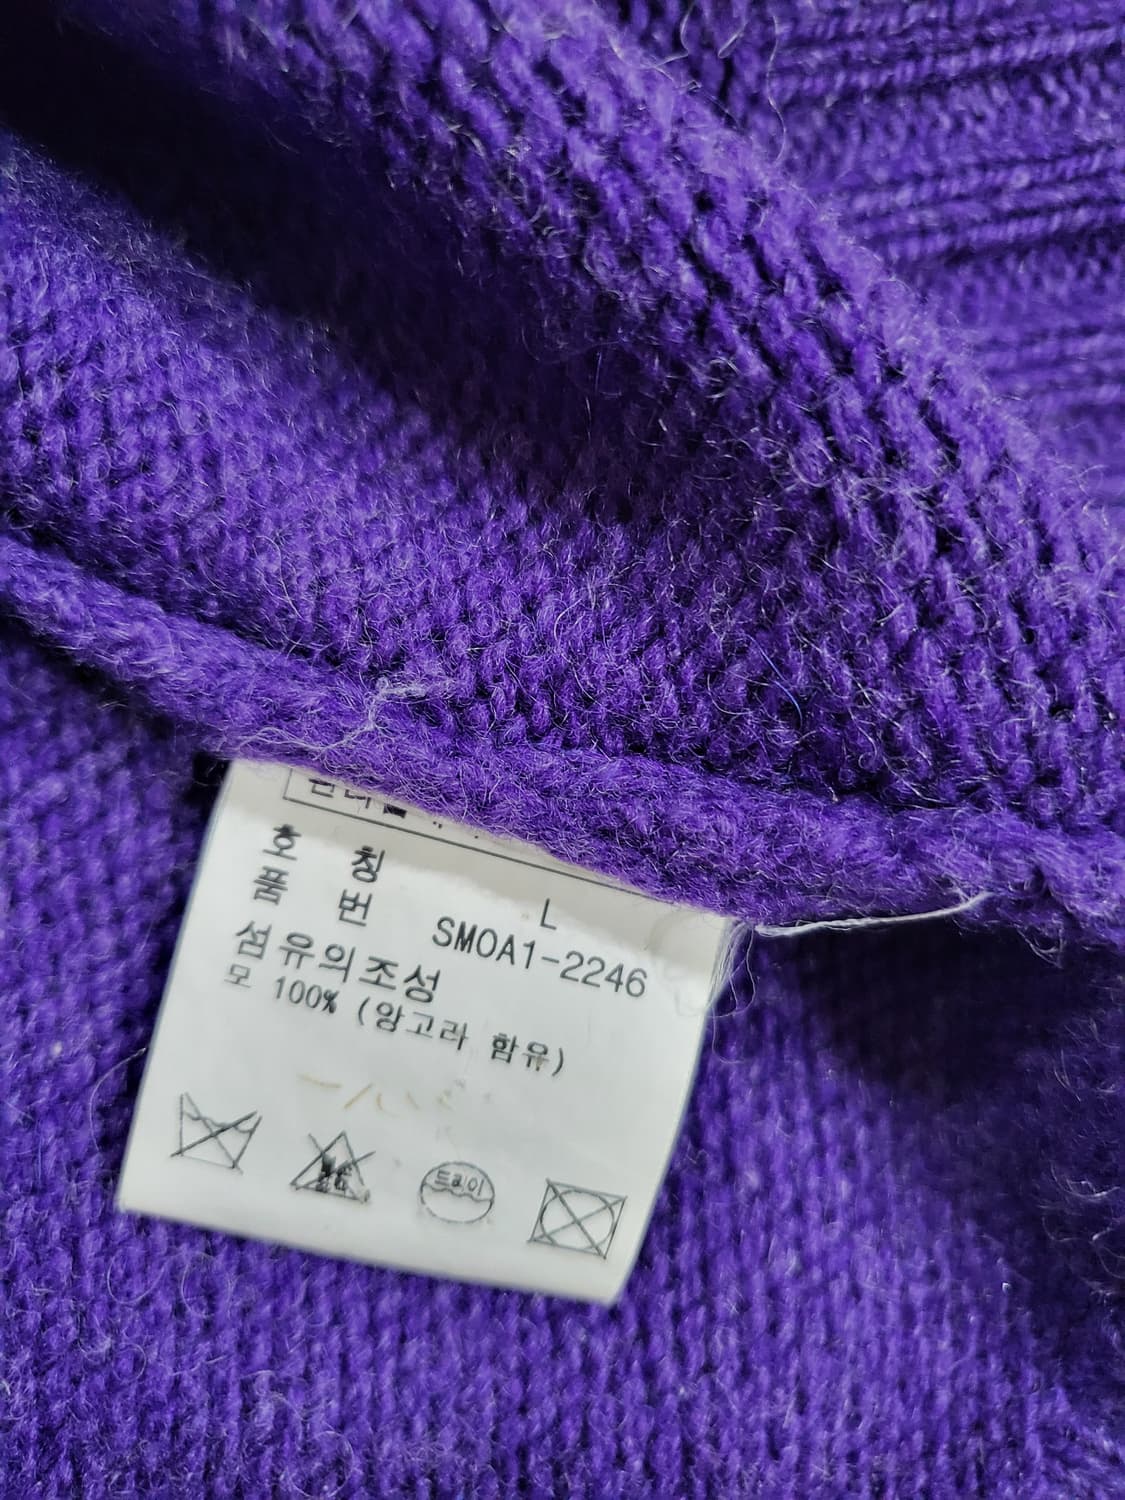 호 칭 L
품 번 SMOA1-2246
섬유의조성
모 100% (앙고라 함유)
드라이